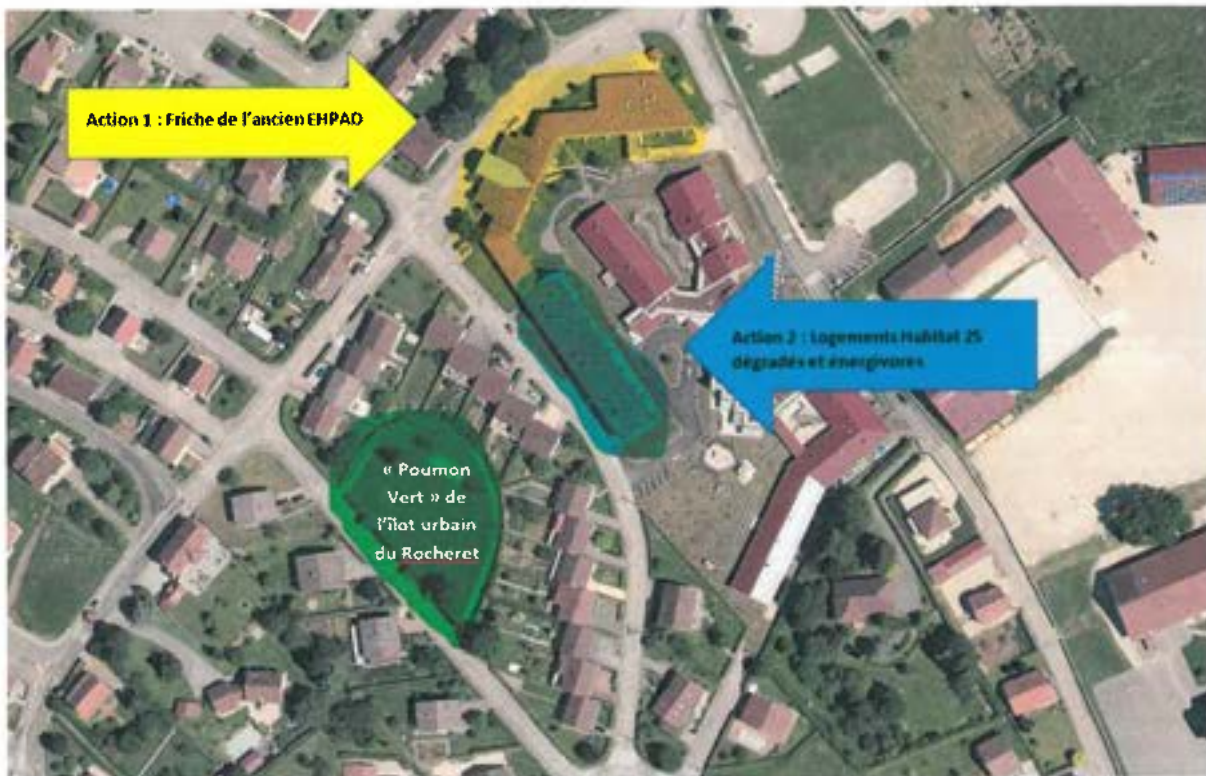 Action 1 : Friche de l'ancien EHPAD
Action 2 : Logements Habitat 25
dégradés et énergivores
« Poumon
Vert » de
l'îlot urbain
du Rocheret